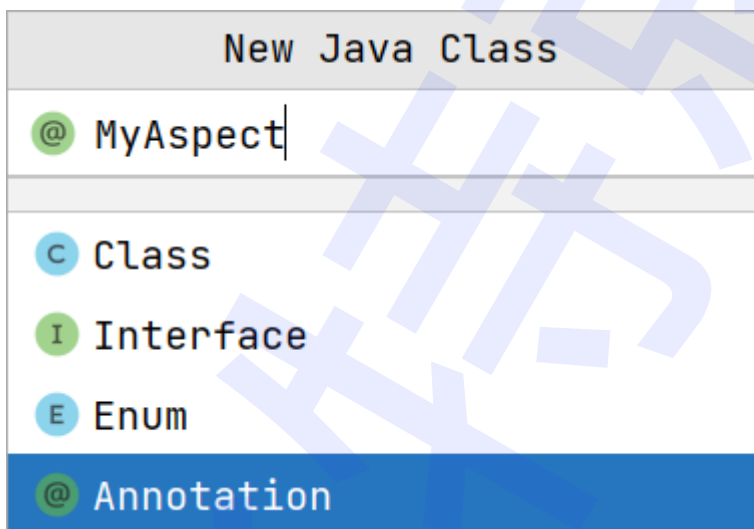 New Java Class
@ MyAspect
C Class
I Interface
E Enum
@ Annotation